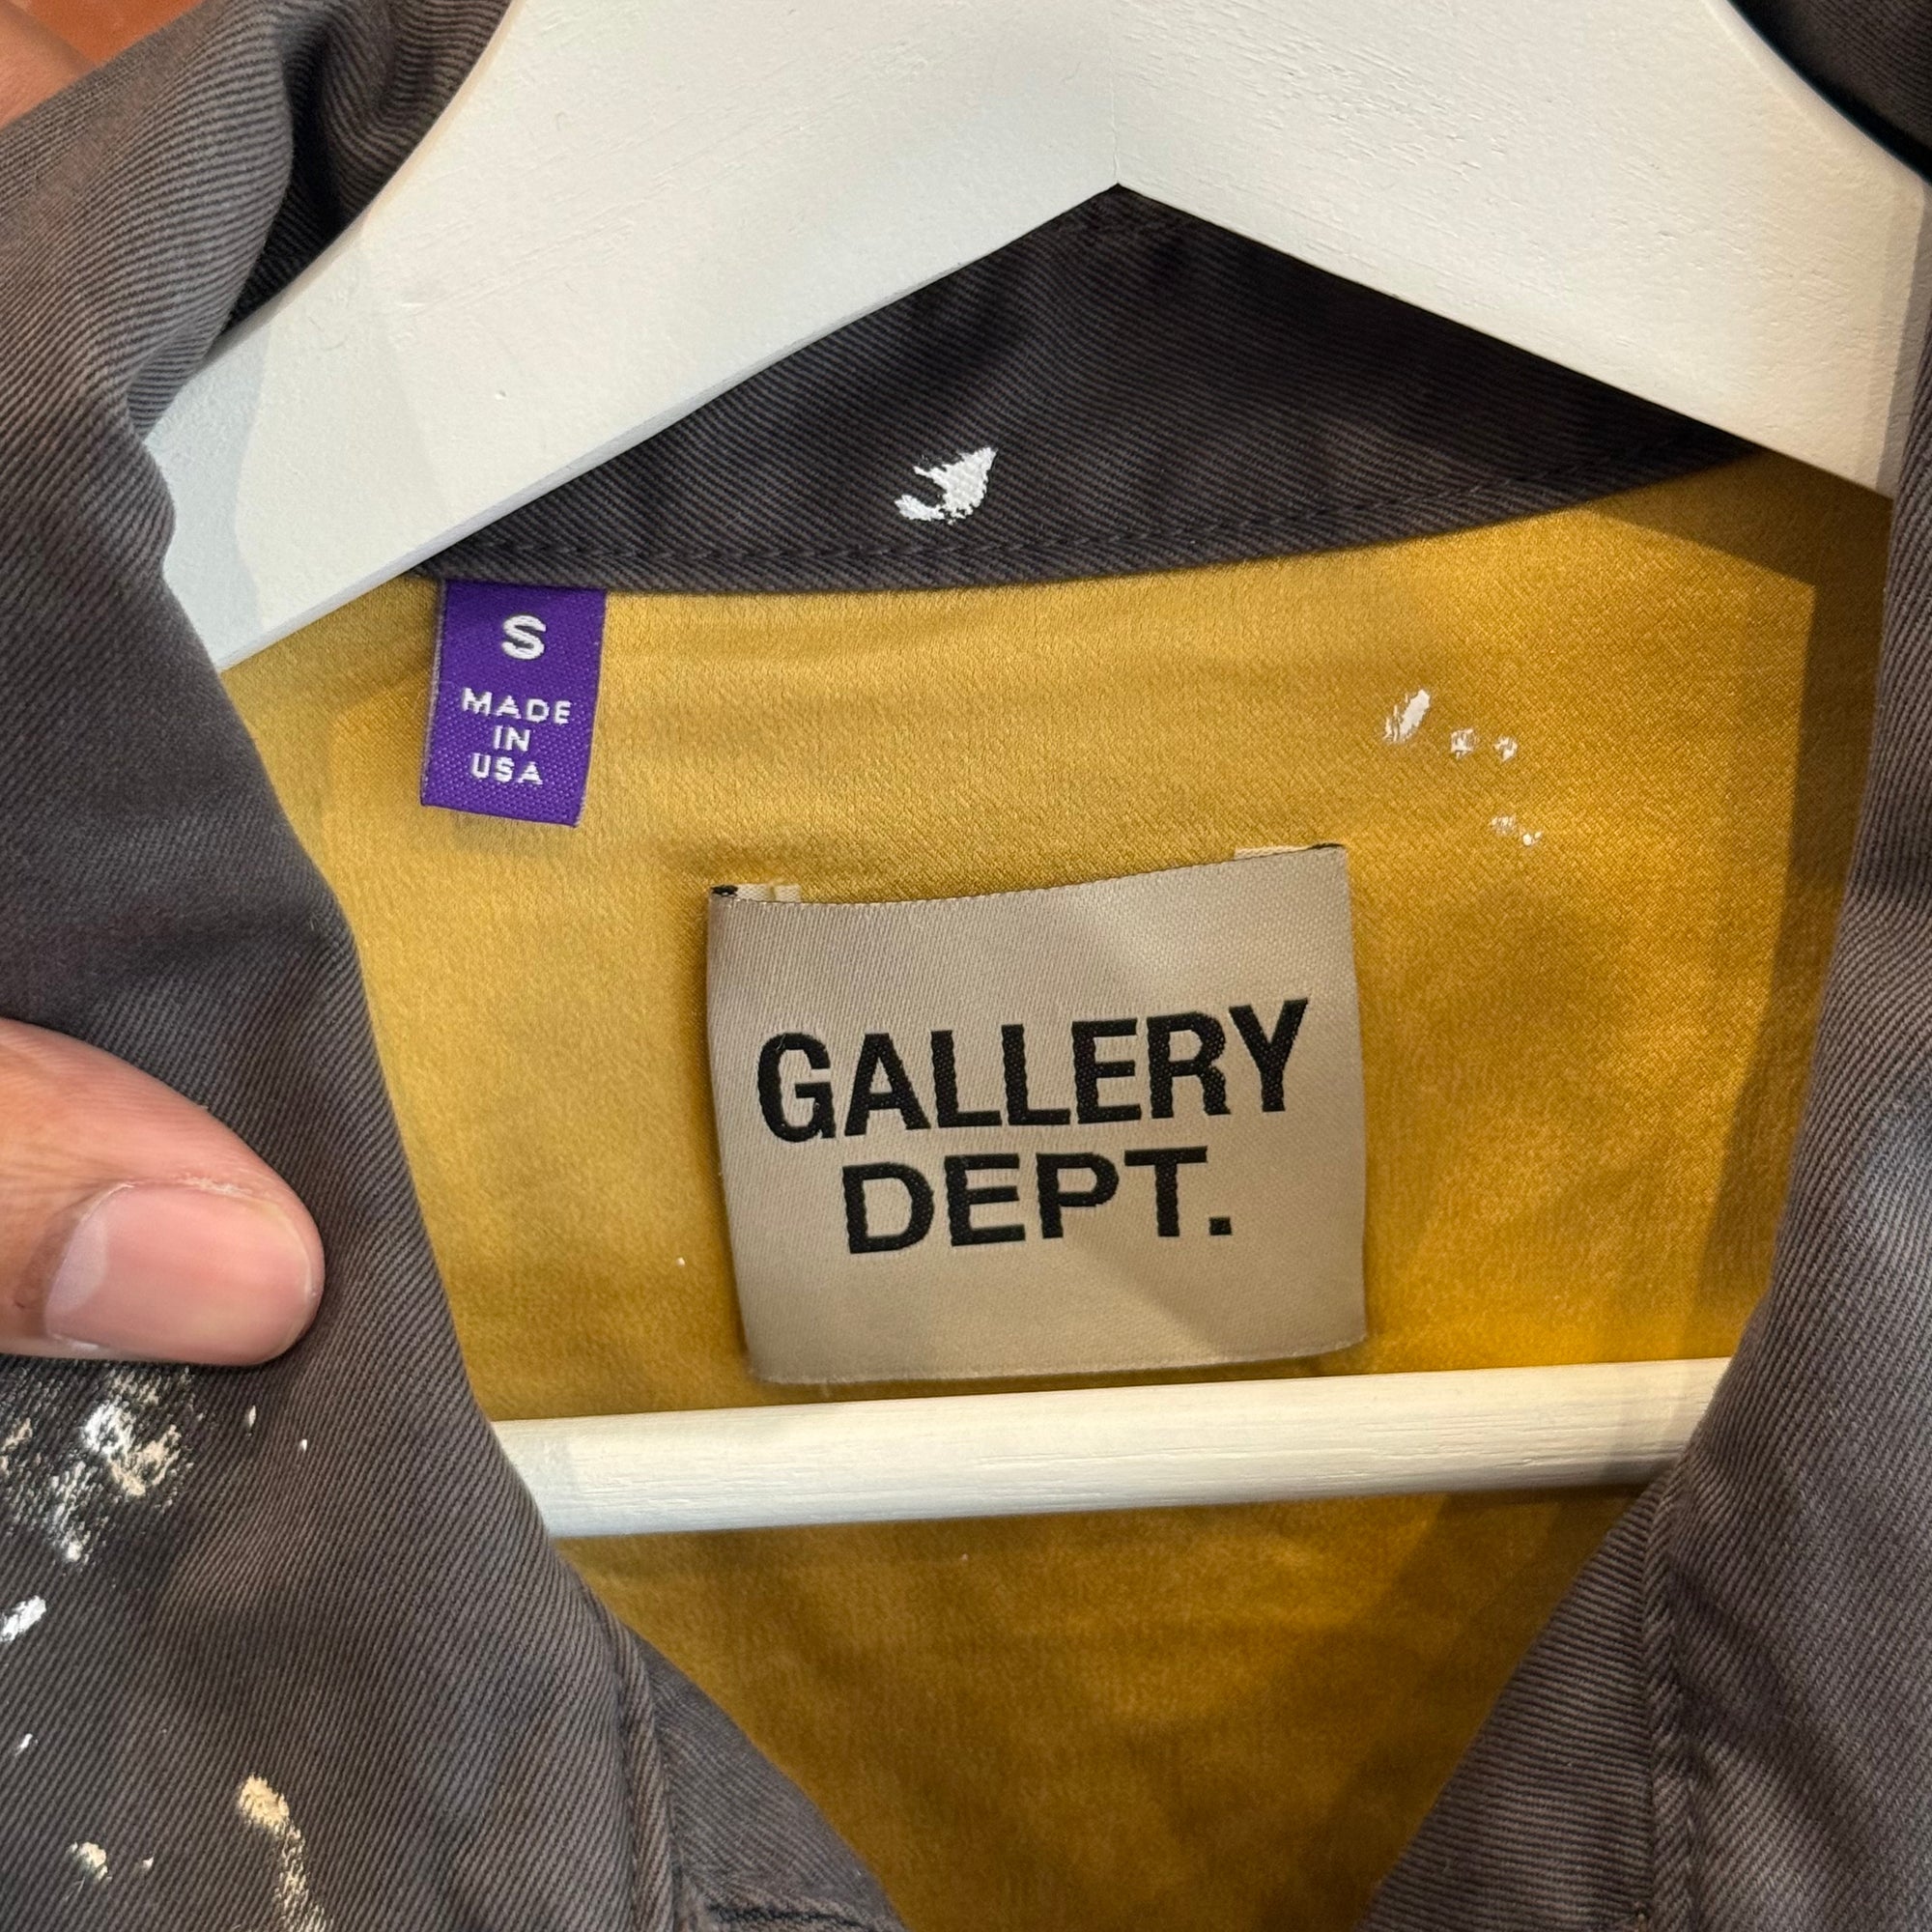 S
MADE
IN
USA
GALLERY
DEPT.